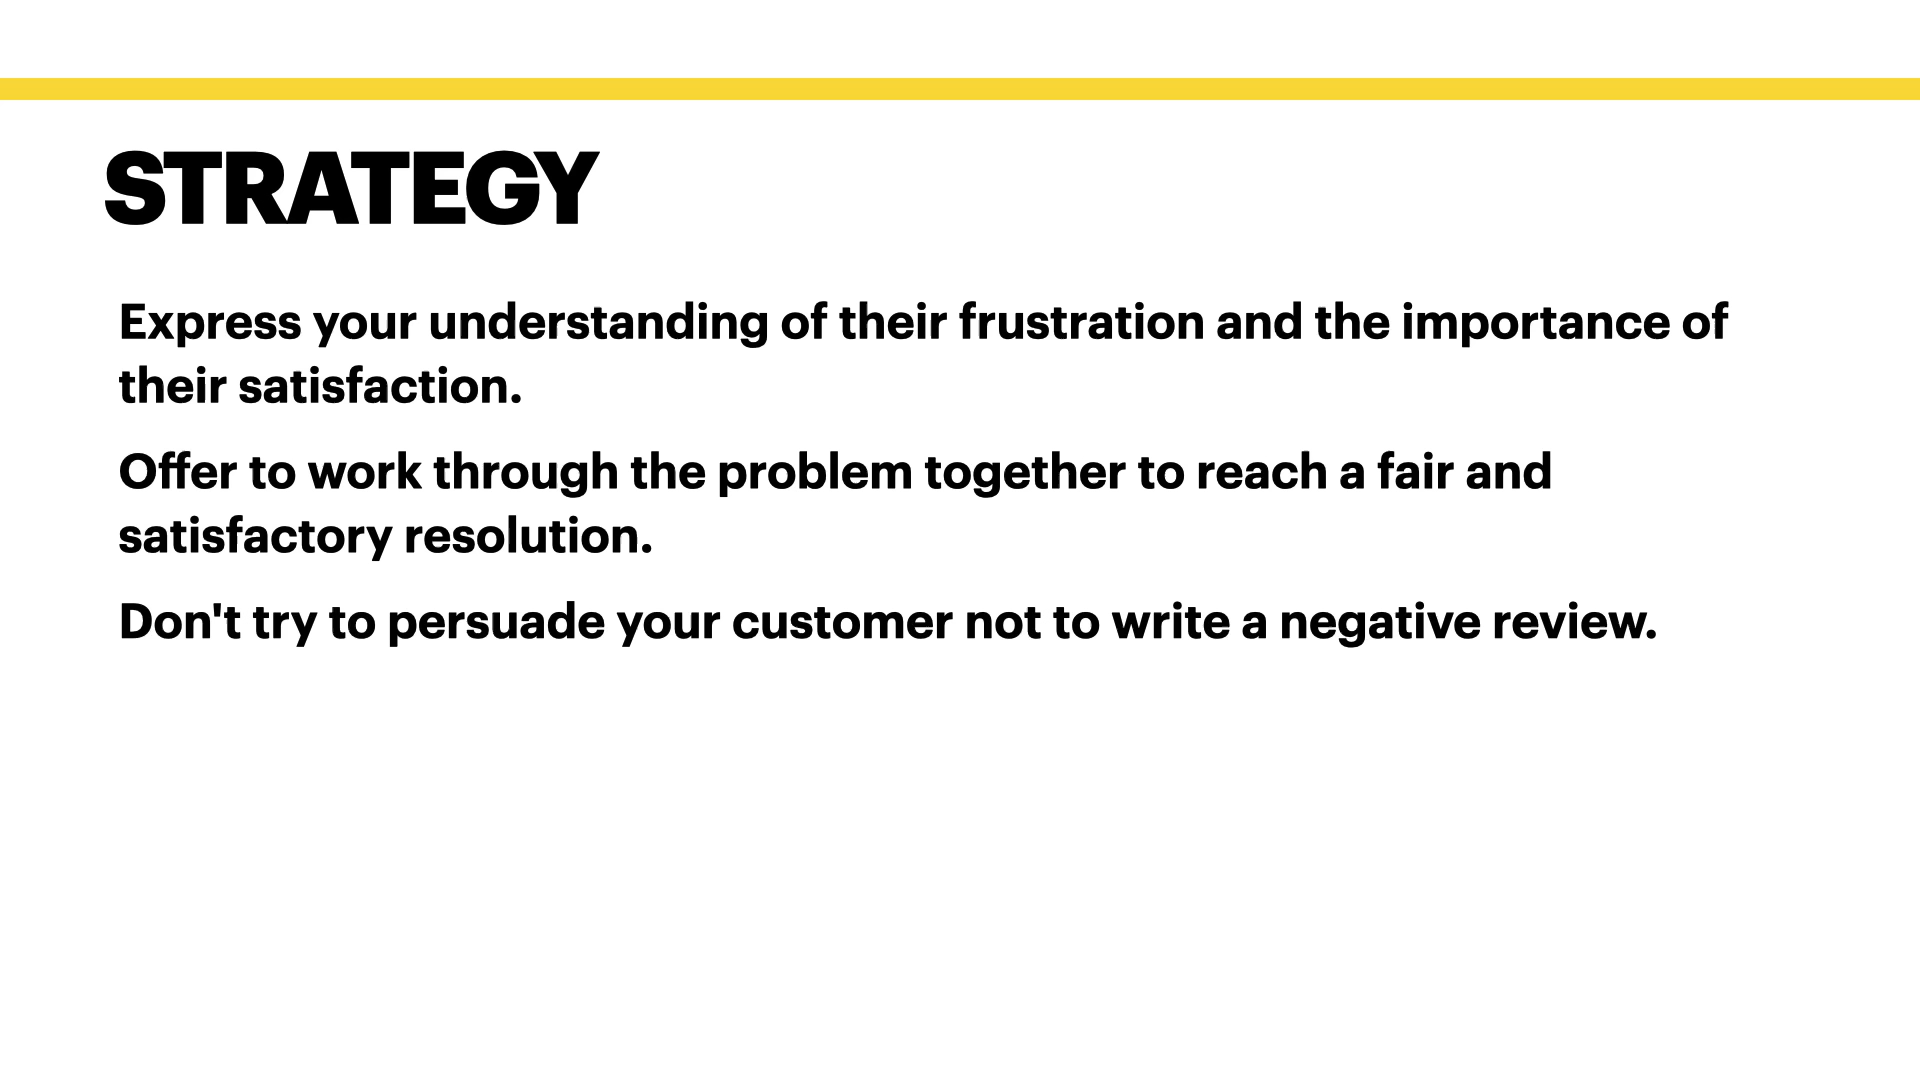 STRATEGY
Express your understanding of their frustration and the importance of
their satisfaction.
Offer to work through the problem together to reach a fair and
satisfactory resolution.
Don't try to persuade your customer not to write a negative review.